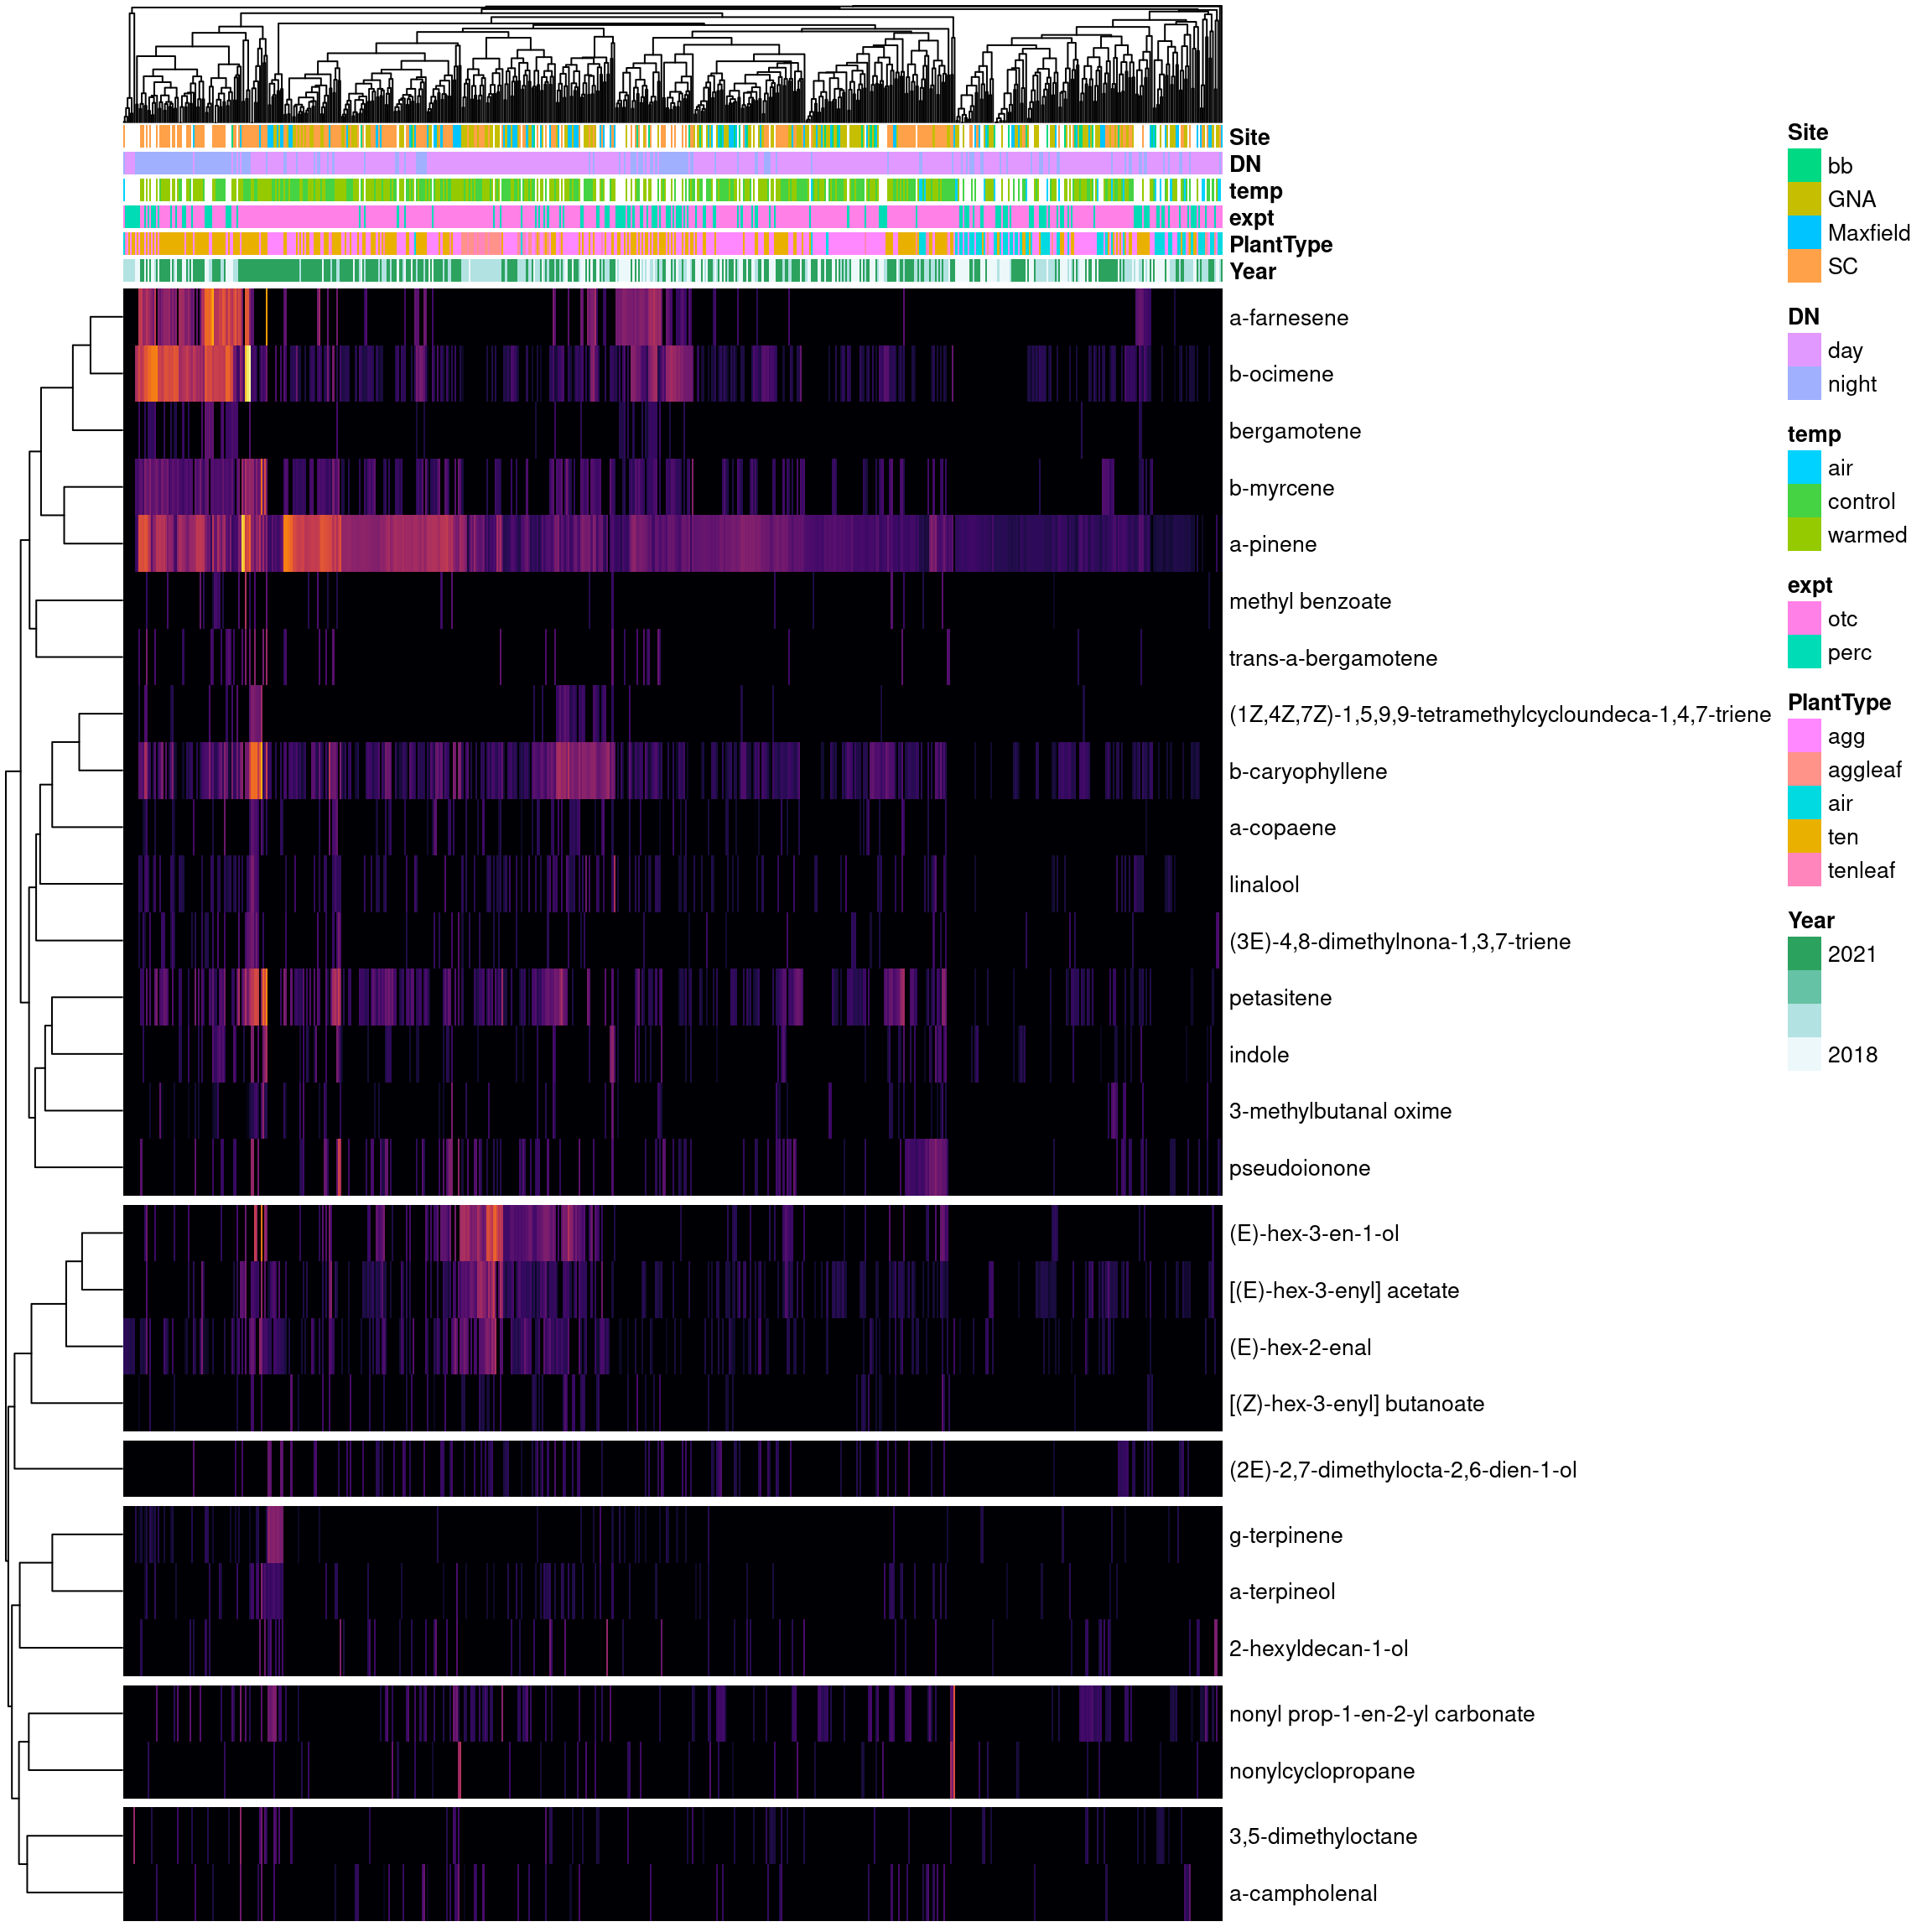 Site
DN
temp
expt
PlantType
Year
a-farnesene
b-ocimene
bergamotene
b-myrcene
a-pinene
methyl benzoate
trans-a-bergamotene
(1Z,4Z,7Z)-1,5,9,9-tetramethylcycloundeca-1,4,7-triene
b-caryophyllene
a-copaene
linalool
(3E)-4,8-dimethylnona-1,3,7-triene
petasitene
indole
3-methylbutanal oxime
pseudoionone
(E)-hex-3-en-1-ol
[(E)-hex-3-enyl] acetate
(E)-hex-2-enal
[(Z)-hex-3-enyl] butanoate
(2E)-2,7-dimethylocta-2,6-dien-1-ol
g-terpinene
a-terpineol
2-hexyldecan-1-ol
nonyl prop-1-en-2-yl carbonate
nonylcyclopropane
3,5-dimethyloctane
a-campholenal
Site
bb
GNA
Maxfield
SC
DN
day
night
temp
air
control
warmed
expt
otc
perc
PlantType
agg
aggleaf
air
ten
tenleaf
Year
2021
2018